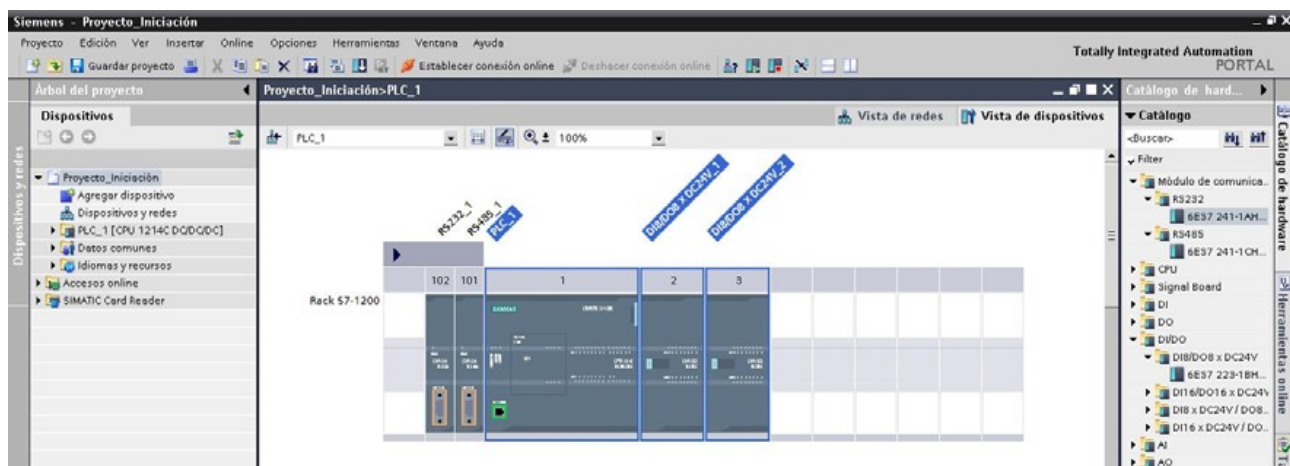 Siemens - Proyecto_Iniciación
Proyecto Edición Ver Insertar Online Opciones Herramientas Ventana Ayuda
Guardar proyecto
Establecer conexión online
Deshacer conexión online
Totally Integrated Automation
PORTAL
Árbol del proyecto
Dispositivos
Proyecto_Iniciación
Agregar dispositivo
Dispositivos y redes
PLC_1 [CPU 1214C DC/DC/DC]
Datos comunes
Idiomas y recursos
Accesos online
SIMATIC Card Reader
Dispositivos y redes
Proyecto_Iniciación>PLC_1
Vista de redes
Vista de dispositivos
PLC_1
100%
RS232_1
RS485_1
PLC_1
DI8/DO8 x DC24V_1
DI8/DO8 x DC24V_2
102 101 1 2 3
Rack S7-1200
SIEMENS
Catálogo de hard...
Catálogo
<Buscar>
Filter
Módulo de comunica..
RS232
6ES7 241-1AH...
RS485
6ES7 241-1CH...
CPU
Signal Board
DI
DO
DI/DO
DI8/DO8 x DC24V
6ES7 223-1BH...
DI16/DO16 x DC24V
DI8 x DC24V / DO8..
DI16 x DC24V / DO..
AI
AO
Catálogo de hardware
Herramientas online